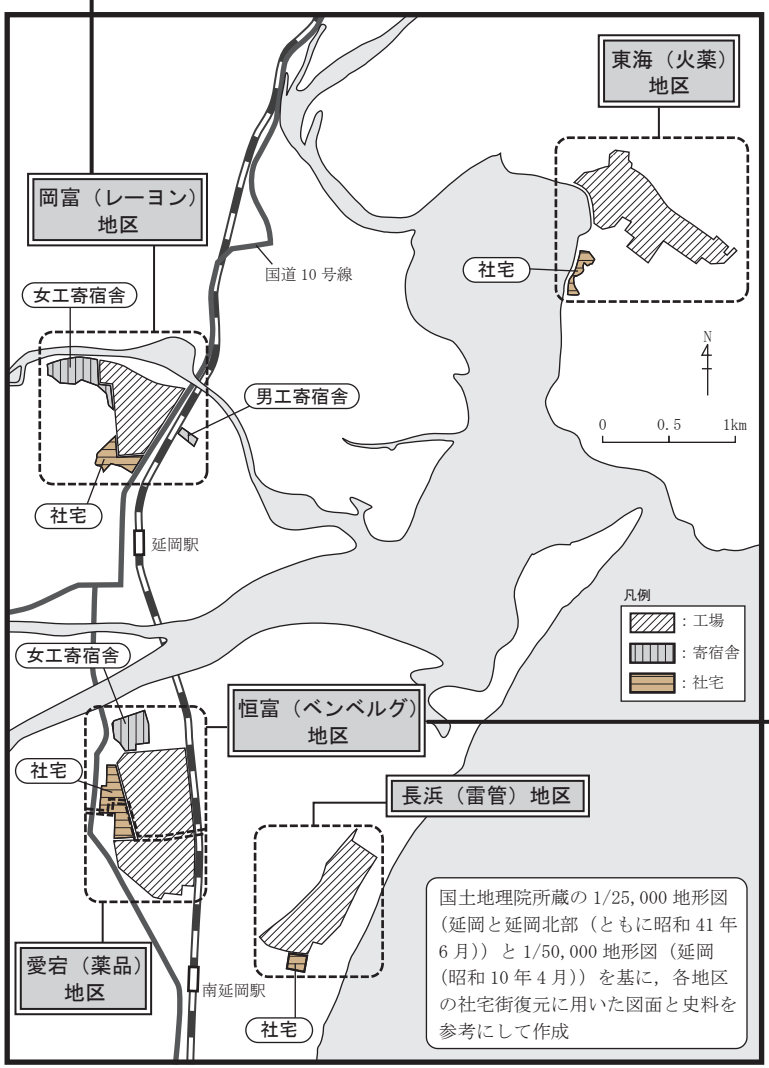 東海（火薬）
地区
岡富（レーヨン）
地区
国道 10 号線
社宅
女工寄宿舎
N
男工寄宿舎
0 0.5 1km
社宅
延岡駅
凡例
：工場
：寄宿舎
：社宅
女工寄宿舎
恒富（ベンベルグ）
地区
社宅
長浜（雷管）地区
国土地理院所蔵の 1/25,000 地形図
（延岡と延岡北部（ともに昭和 41 年
6 月））と 1/50,000 地形図（延岡
（昭和 10 年 4 月））を基に，各地区
の社宅街復元に用いた図面と史料を
参考にして作成
愛宕（薬品）
地区
南延岡駅
社宅